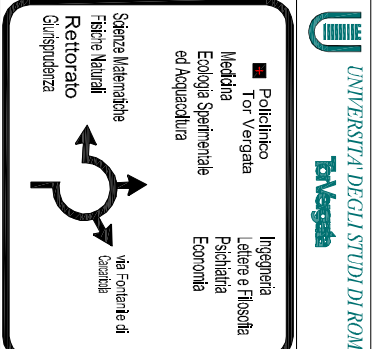 UNIVERSITA' DEGLI STUDI DI ROM
Tor Vergata
Policlinico
Tor Vergata
Medicina
Ecologia Sperimentale
ed Acquacoltura
Ingegneria
Lettere e Filosofia
Psichiatria
Economia
Scienze Matematiche
Fisiche Naturali
Rettorato
Giurisprudenza
via Fontanile di
Carcaricola